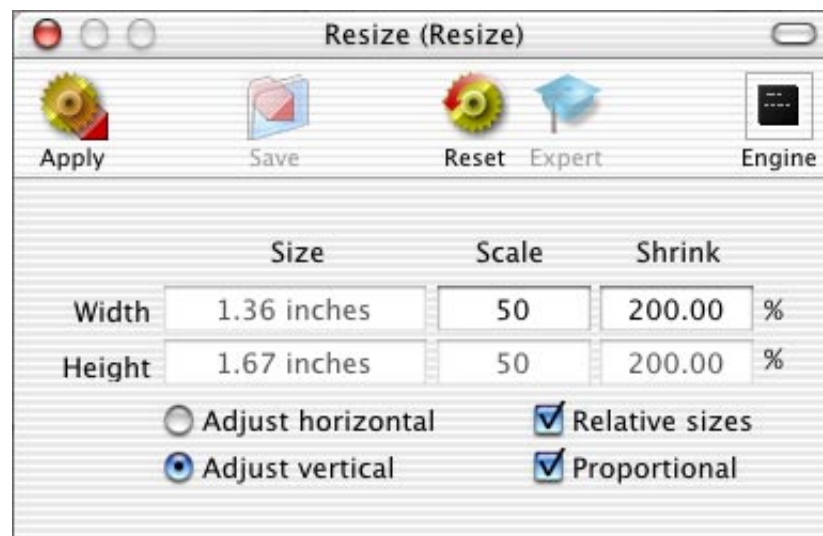 Resize (Resize)
Apply Save Reset Expert Engine
Size Scale Shrink
Width 1.36 inches 50 200.00 %
Height 1.67 inches 50 200.00 %
Adjust horizontal Relative sizes
Adjust vertical Proportional